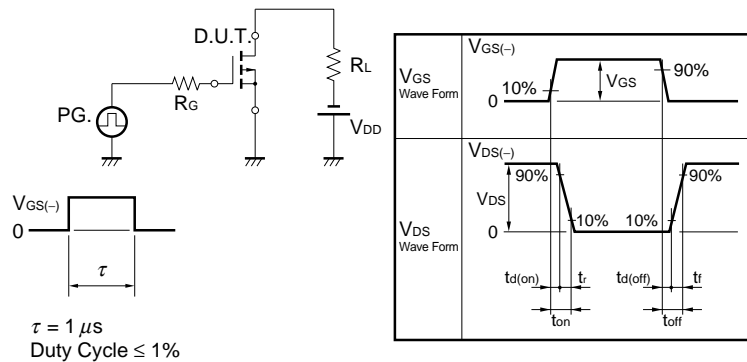 D.U.T.
RL
RG
PG.
VDD
VGS(−)
0
τ
τ = 1 μs
Duty Cycle ≤ 1%
VGS
Wave Form
VGS(−)
10%
VGS
90%
0
VDS
Wave Form
VDS(−)
90%
90%
VDS
10%
10%
0
td(on)
tr
td(off)
tf
ton
toff